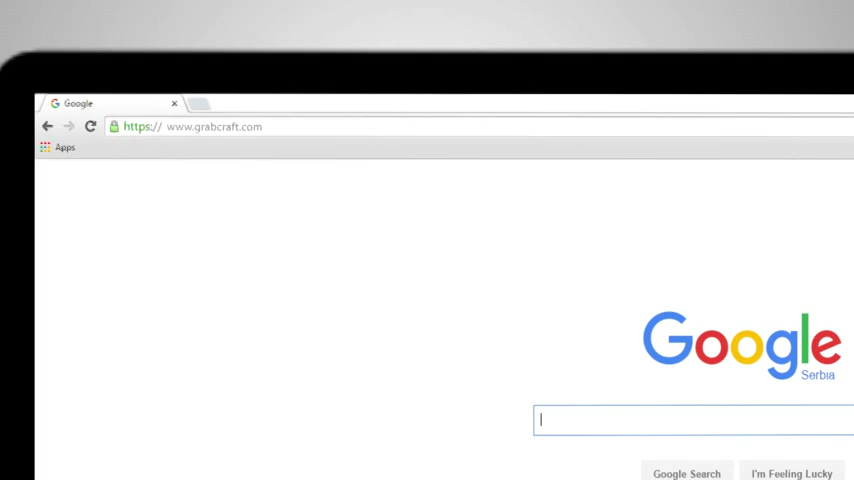 Google
https:// www.grabcraft.com
Apps
Google
Serbia
Google Search
I'm Feeling Lucky